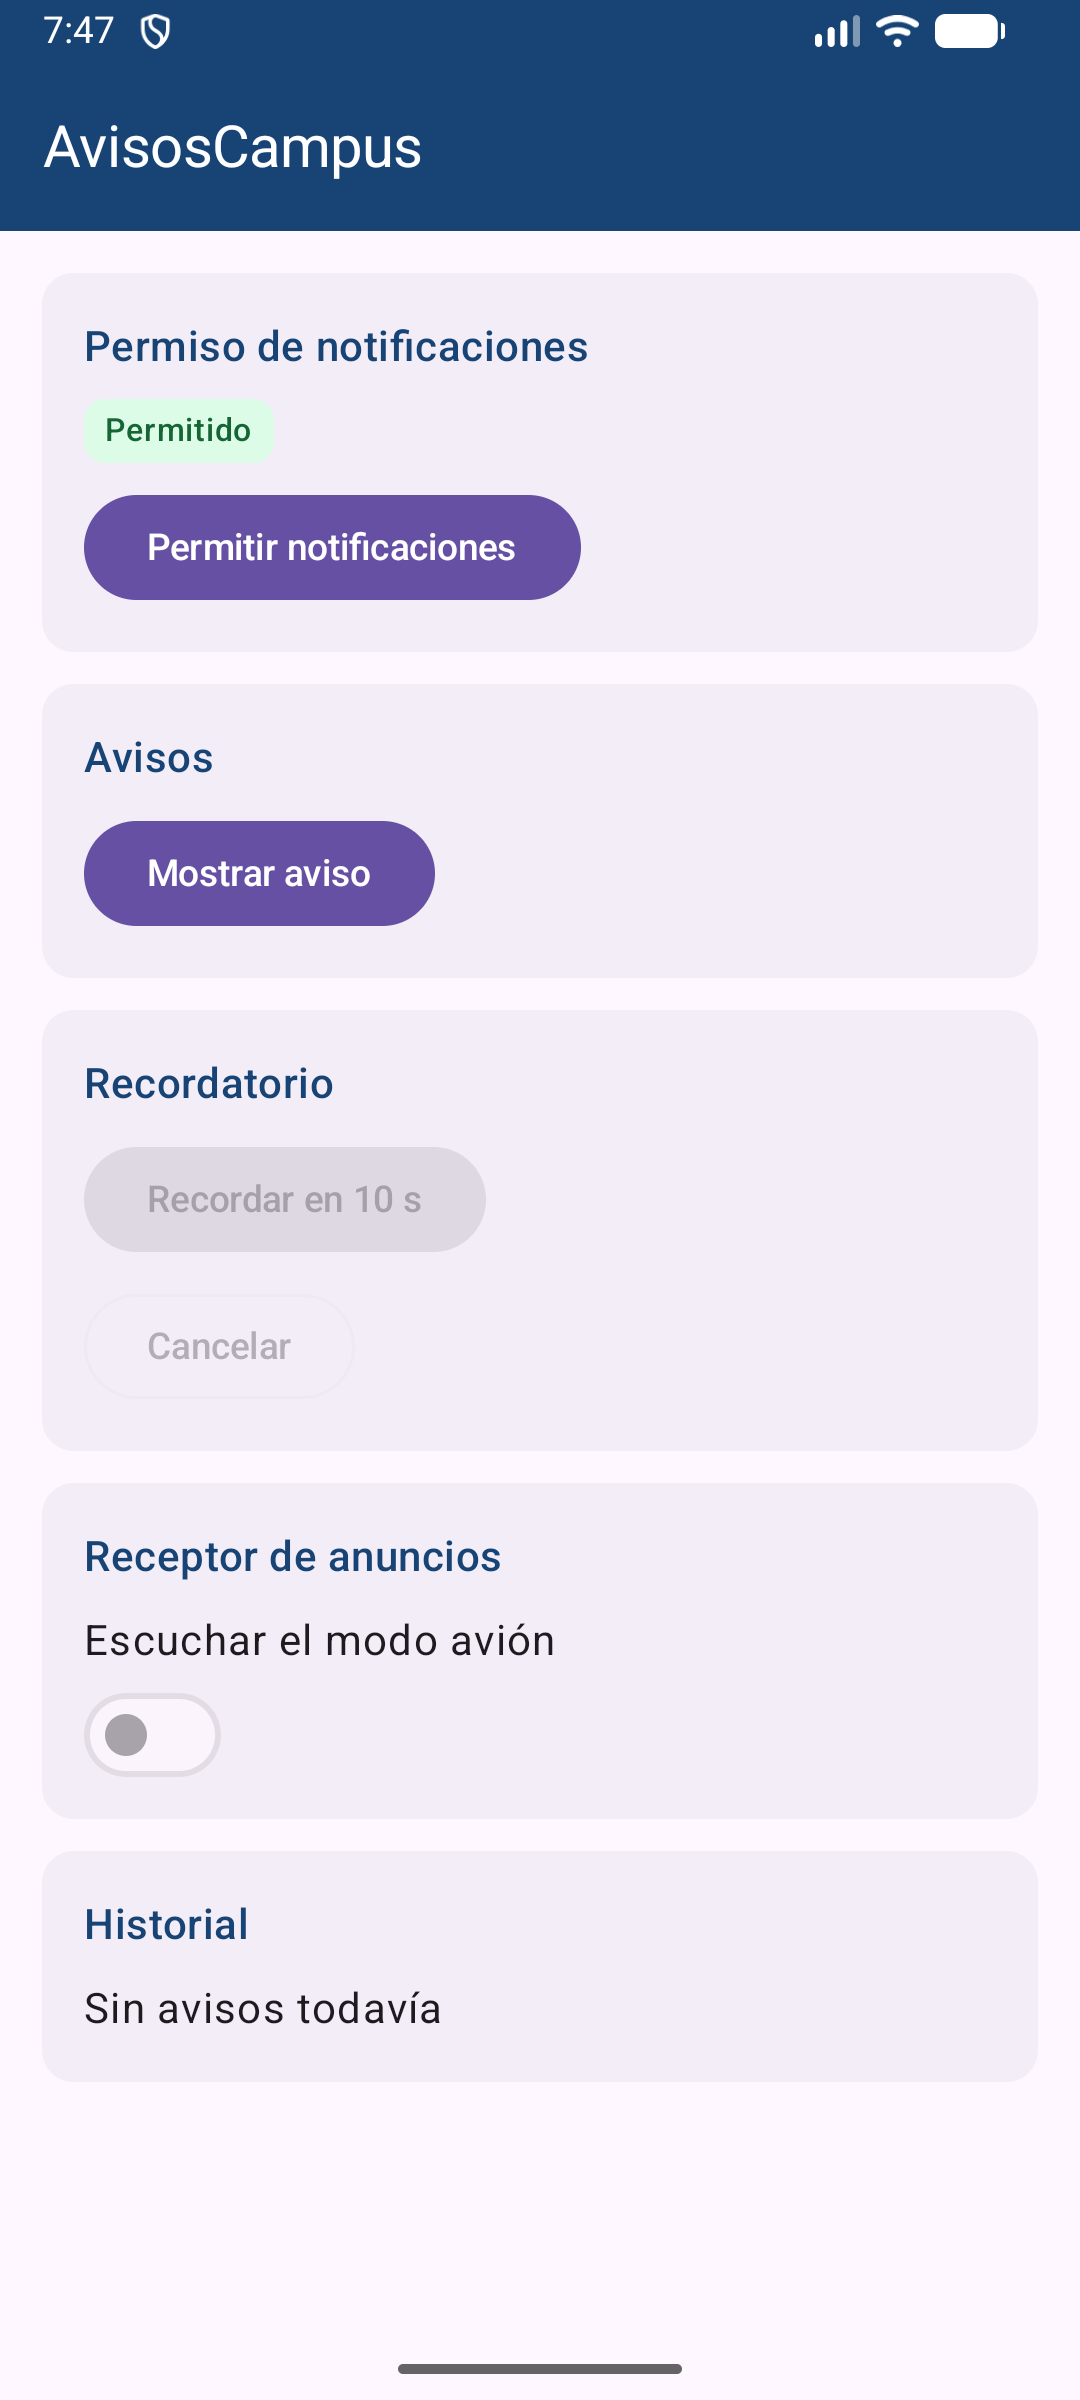 7:47
AvisosCampus
Permiso de notificaciones
Permitido
Permitir notificaciones
Avisos
Mostrar aviso
Recordatorio
Recordar en 10 s
Cancelar
Receptor de anuncios
Escuchar el modo avión
Historial
Sin avisos todavía